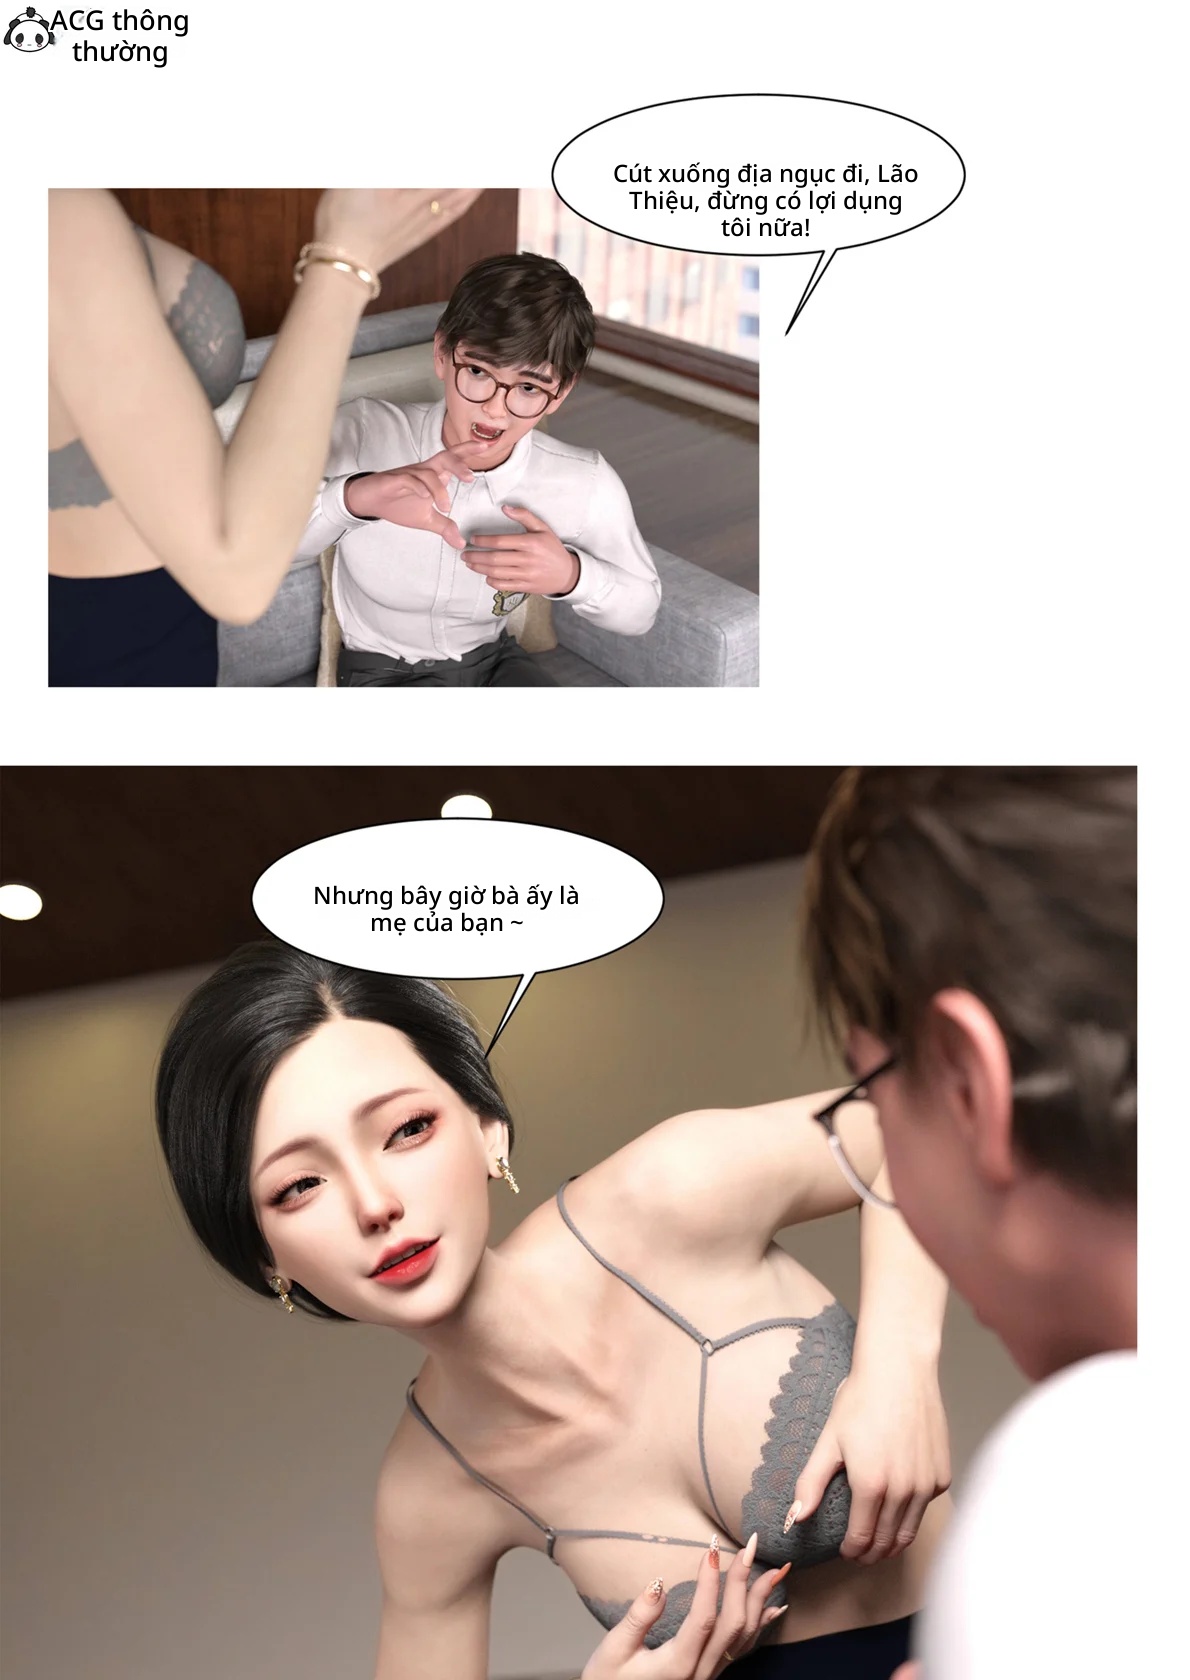 ACG thông
thường
Cút xuống địa ngục đi, Lão
Thiệu, đừng có lợi dụng
tôi nữa!
Nhưng bây giờ bà ấy là
mẹ của bạn ~